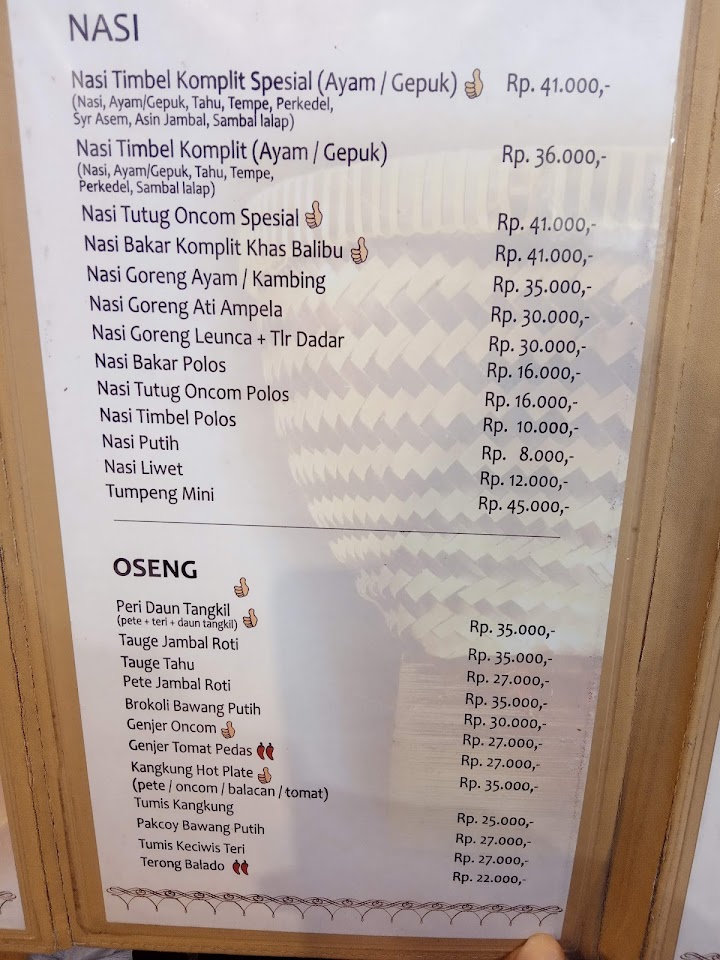 NASI
Nasi Timbel Komplit Spesial (Ayam / Gepuk) Rp. 41.000,-
(Nasi, Ayam/Gepuk, Tahu, Tempe, Perkedel,
Syr Asem, Asin Jambal, Sambal lalap)
Nasi Timbel Komplit (Ayam / Gepuk) Rp. 36.000,-
(Nasi, Ayam/Gepuk, Tahu, Tempe,
Perkedel, Sambal lalap)
Nasi Tutug Oncom Spesial Rp. 41.000,-
Nasi Bakar Komplit Khas Balibu Rp. 41.000,-
Nasi Goreng Ayam / Kambing Rp. 35.000,-
Nasi Goreng Ati Ampela Rp. 30.000,-
Nasi Goreng Leunca + Tlr Dadar Rp. 30.000,-
Nasi Bakar Polos Rp. 16.000,-
Nasi Tutug Oncom Polos Rp. 16.000,-
Nasi Timbel Polos Rp. 10.000,-
Nasi Putih Rp. 8.000,-
Nasi Liwet Rp. 12.000,-
Tumpeng Mini Rp. 45.000,-
OSENG
Peri Daun Tangkil Rp. 35.000,-
(pete + teri + daun tangkil)
Tauge Jambal Roti Rp. 35.000,-
Tauge Tahu Rp. 27.000,-
Pete Jambal Roti Rp. 35.000,-
Brokoli Bawang Putih Rp. 30.000,-
Genjer Oncom Rp. 27.000,-
Genjer Tomat Pedas Rp. 27.000,-
Kangkung Hot Plate Rp. 35.000,-
(pete / oncom / balacan / tomat)
Tumis Kangkung Rp. 25.000,-
Pakcoy Bawang Putih Rp. 27.000,-
Tumis Keciwis Teri Rp. 27.000,-
Terong Balado Rp. 22.000,-